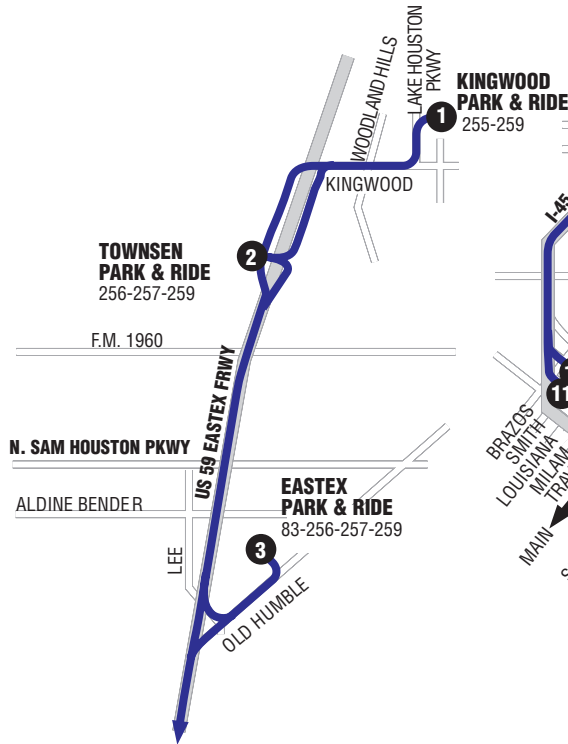 WOODLAND HILLS
LAKE HOUSTON
PKWY
1
KINGWOOD
PARK & RIDE
255-259
KINGWOOD
I-45
TOWNSEN
PARK & RIDE
256-257-259
2
F.M. 1960
US 59 EASTEX FRWY
11
BRAZOS
SMITH
LOUISIANA
MILAM
MAIN
N. SAM HOUSTON PKWY
ALDINE BENDER
EASTEX
PARK & RIDE
83-256-257-259
LEE
3
OLD HUMBLE